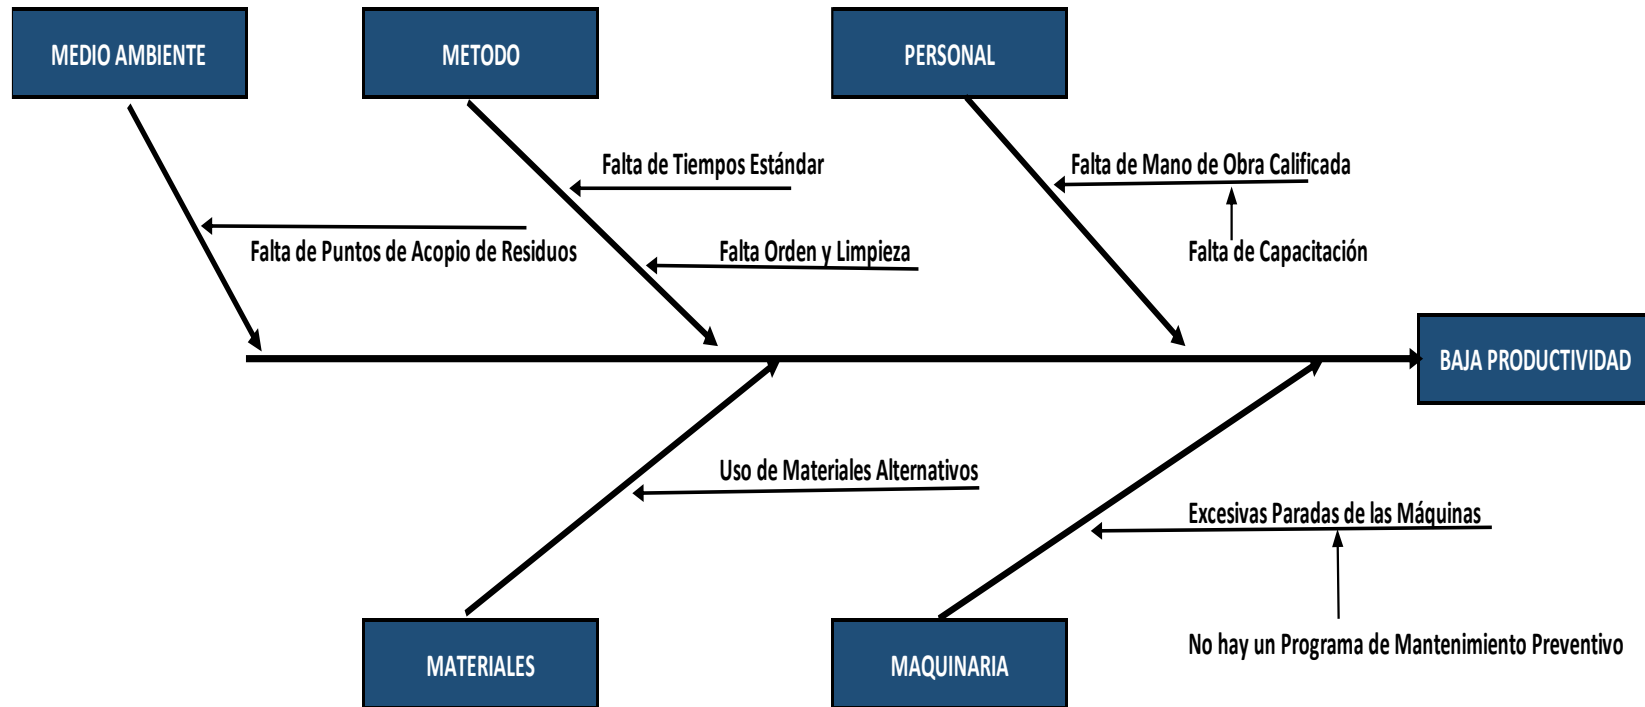 MEDIO AMBIENTE
METODO
PERSONAL
Falta de Tiempos Estándar
Falta de Mano de Obra Calificada
Falta de Puntos de Acopio de Residuos
Falta Orden y Limpieza
Falta de Capacitación
BAJA PRODUCTIVIDAD
Uso de Materiales Alternativos
Excesivas Paradas de las Máquinas
No hay un Programa de Mantenimiento Preventivo
MATERIALES
MAQUINARIA